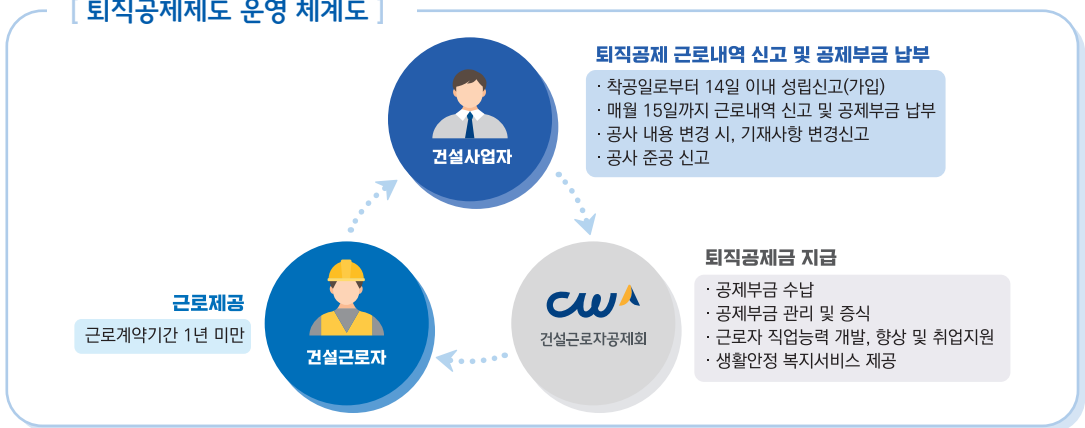 [ 퇴직공제제도 운영 체계도 ]
퇴직공제 근로내역 신고 및 공제부금 납부
· 착공일로부터 14일 이내 성립신고(가입)
· 매월 15일까지 근로내역 신고 및 공제부금 납부
· 공사 내용 변경 시, 기재사항 변경신고
· 공사 준공 신고
건설사업자
퇴직공제금 지급
· 공제부금 수납
· 공제부금 관리 및 증식
· 근로자 직업능력 개발, 향상 및 취업지원
· 생활안정 복지서비스 제공
cwa
건설근로자공제회
근로제공
근로계약기간 1년 미만
건설근로자